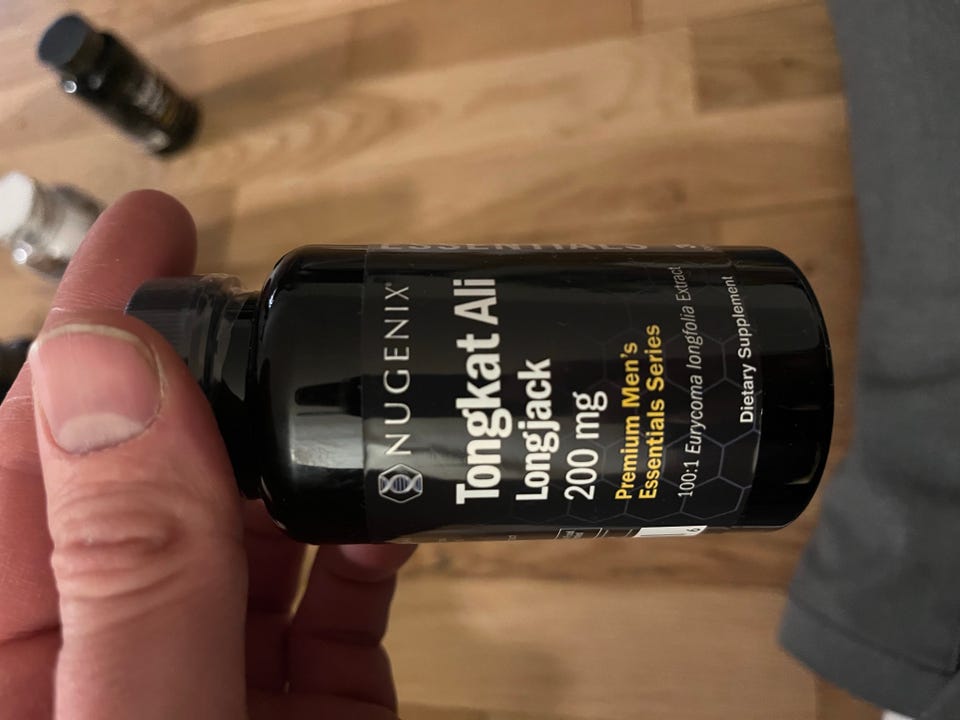 ESSENTIALS
NUGENIX®
Tongkat Ali
Longjack
200 mg
Premium Men's
Essentials Series
100:1 Eurycoma longfolia Extract
Dietary Supplement